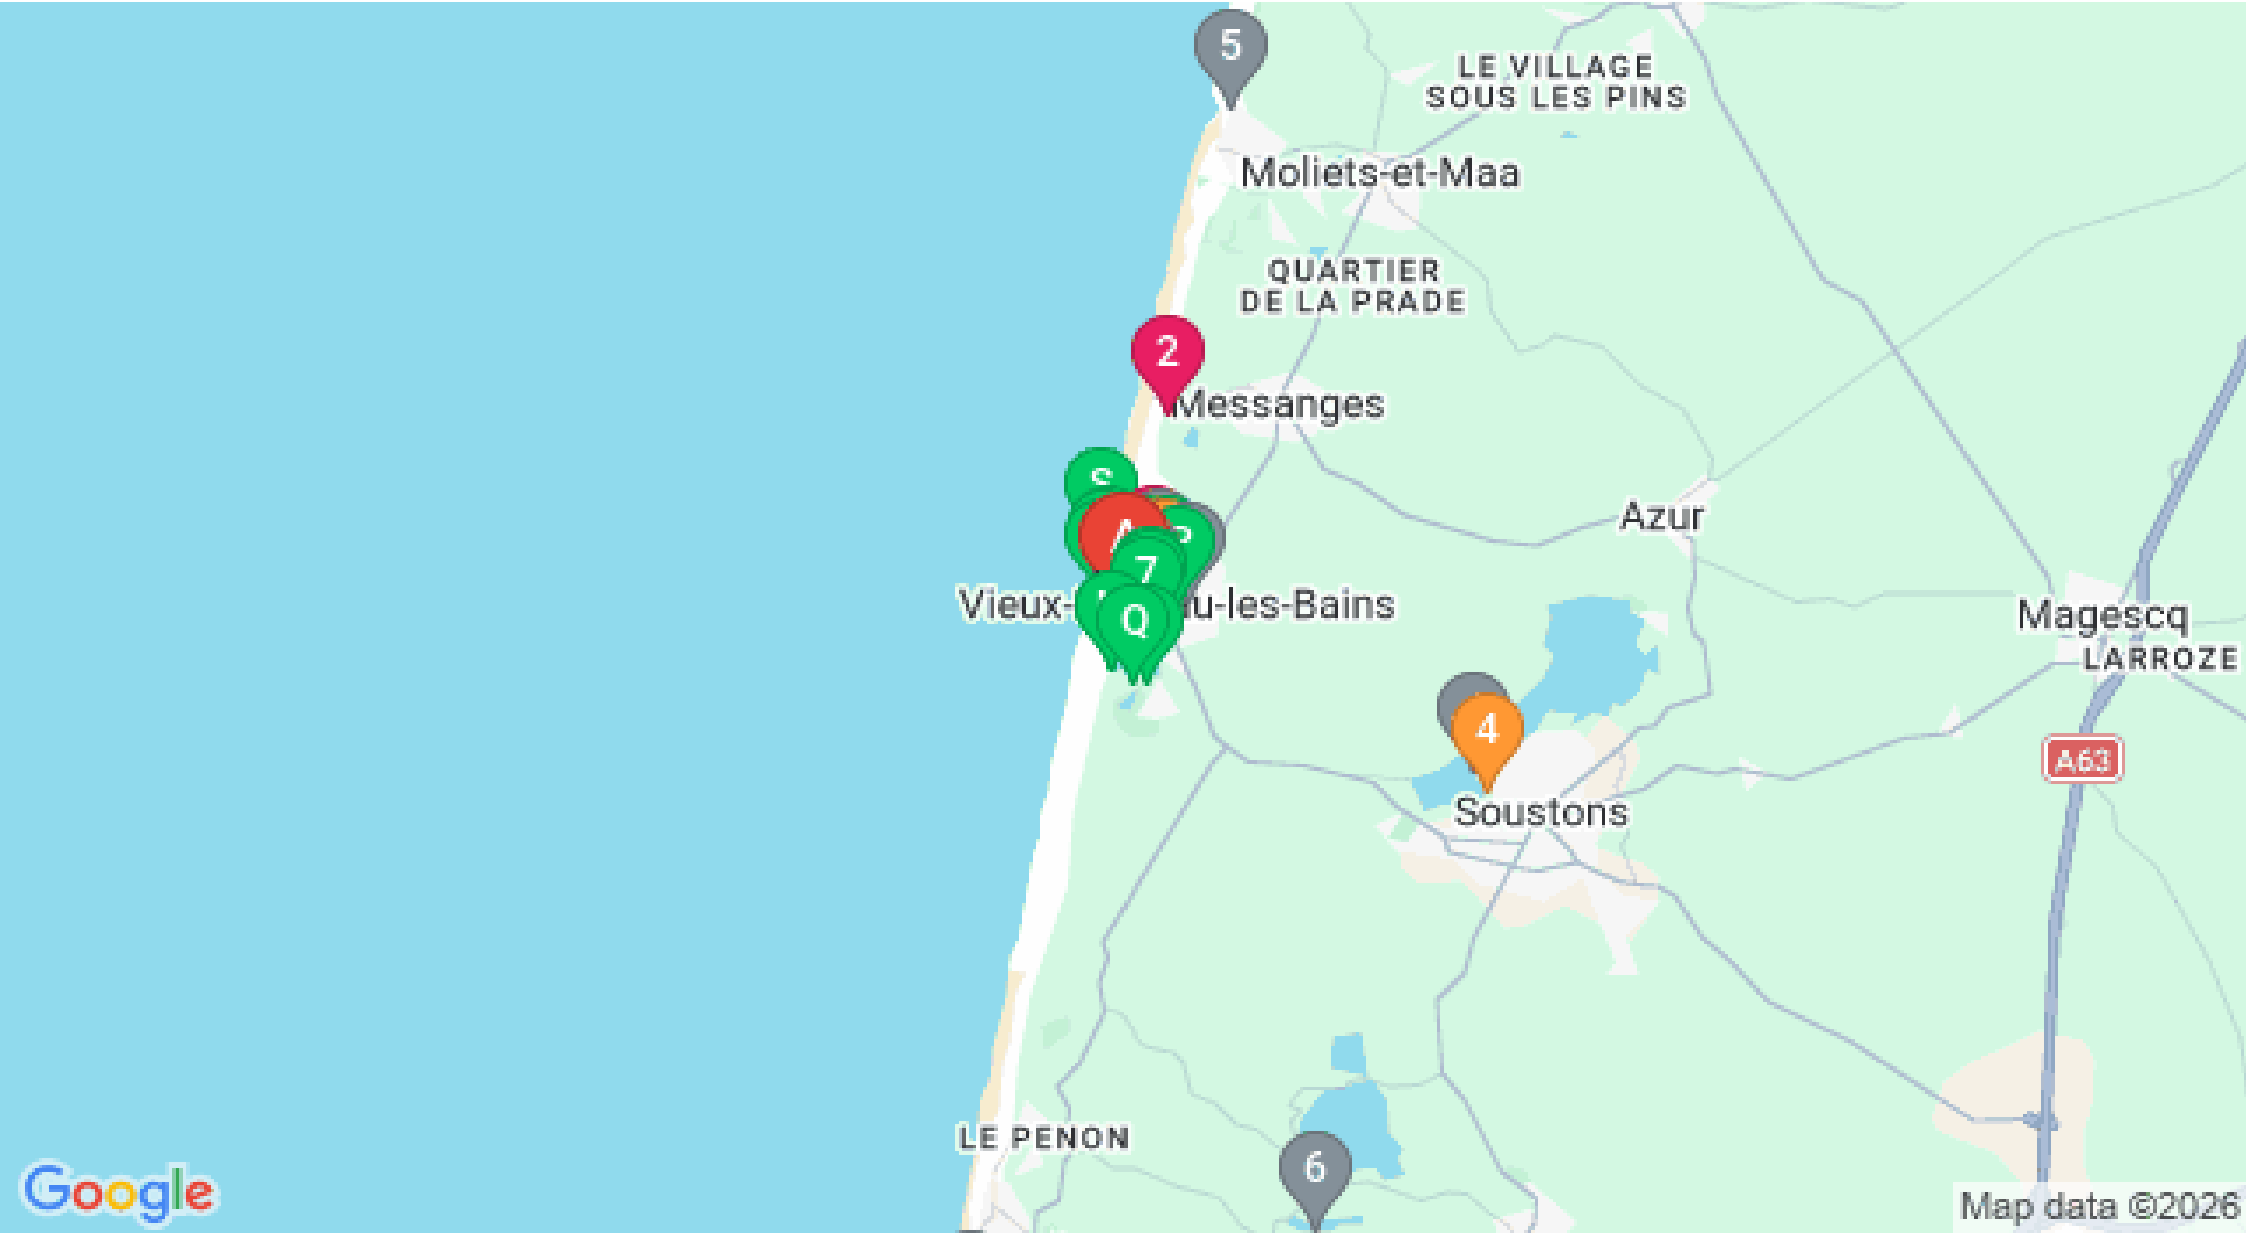 5
LE VILLAGE
SOUS LES PINS
Moliets-et-Maa
QUARTIER
DE LA PRADE
2
Messanges
S
A
7
Azur
Vieux-
u-les-Bains
Q
Magescq
LARROZE
4
A63
Soustons
LE PENON
6
Google
Map data ©2026